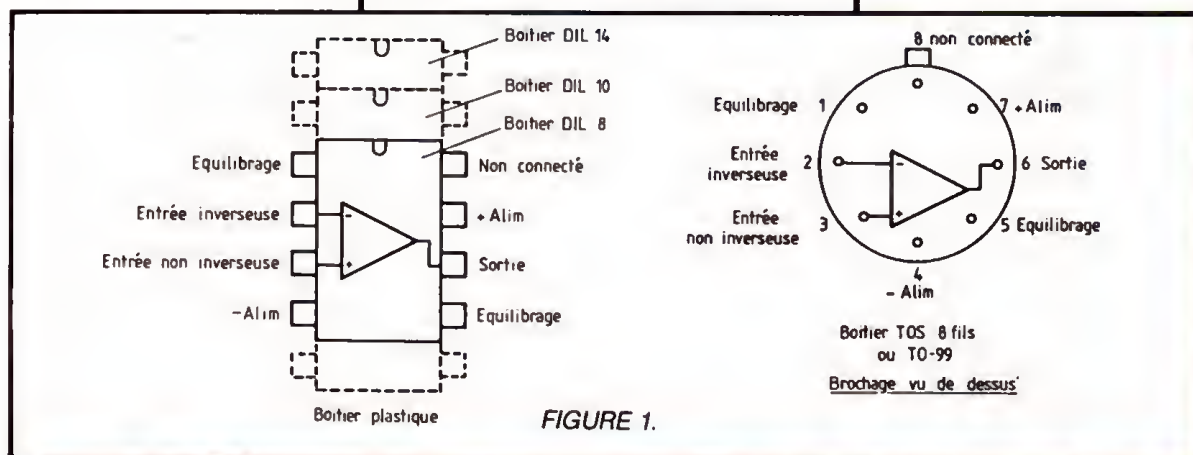 Boitier DIL 14
Boitier DIL 10
Boitier DIL 8
Equilibrage
Non connecté
Entrée inverseuse
-
+ Alim
Entrée non inverseuse
+
Sortie
-Alim
Equilibrage
Boitier plastique
8 non connecté
Equilibrage 1
7 + Alim
Entrée
inverseuse
2
-
6 Sortie
Entrée
non inverseuse
3
+
5 Equilibrage
4
- Alim
Boitier TOS 8 fils
ou TO-99
Brochage vu de dessus
FIGURE 1.